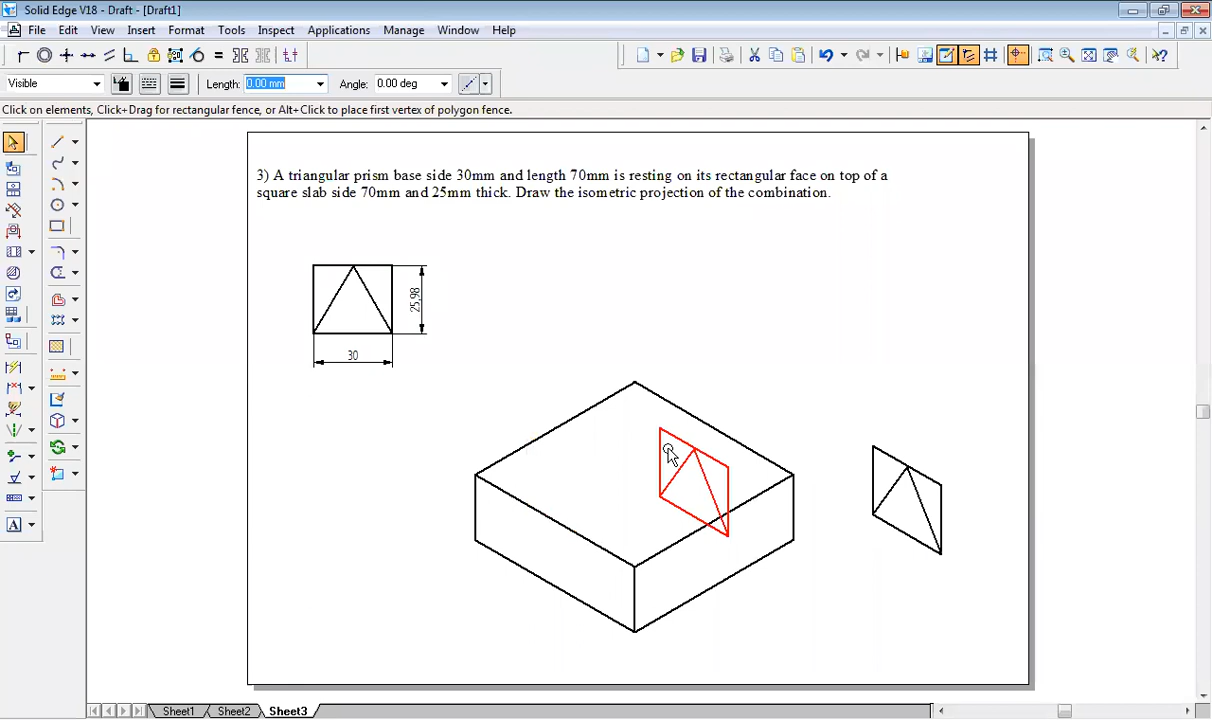 Solid Edge V18 - Draft - [Draft1]
File Edit View Insert Format Tools Inspect Applications Manage Window Help
Visible Length: 0.00 mm Angle: 0.00 deg
Click on elements, Click+Drag for rectangular fence, or Alt+Click to place first vertex of polygon fence.
3) A triangular prism base side 30mm and length 70mm is resting on its rectangular face on top of a
square slab side 70mm and 25mm thick. Draw the isometric projection of the combination.
25,98
30
A
Sheet1 Sheet2 Sheet3